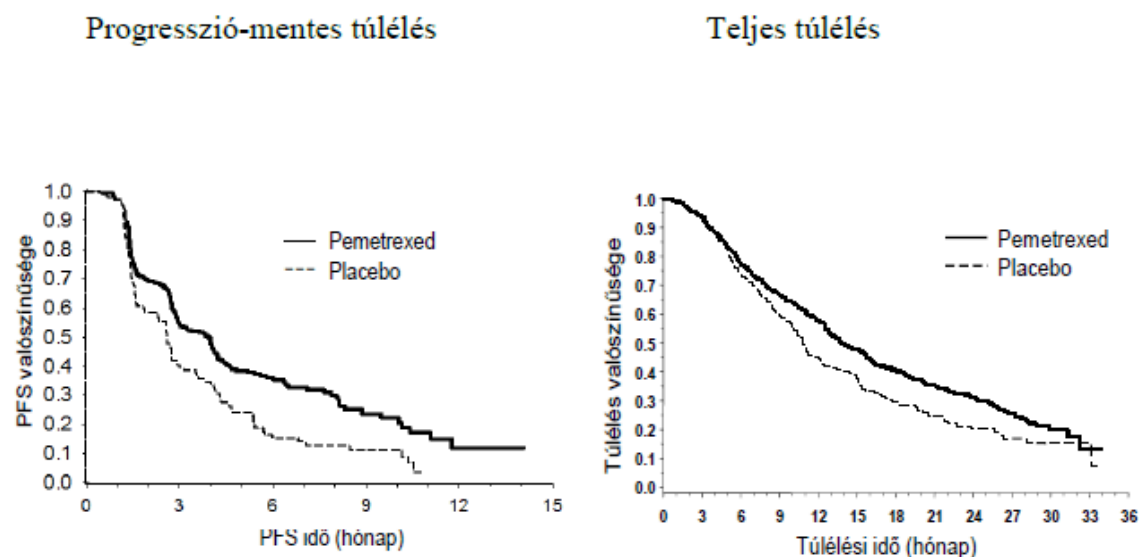 Progresszió-mentes túlélés
Teljes túlélés
PFS valószínűsége
1.0
0.9
0.8
0.7
0.6
0.5
0.4
0.3
0.2
0.1
0.0
Pemetrexed
Placebo
0 3 6 9 12 15
PFS idő (hónap)
Túlélés valószínűsége
1.0
0.9
0.8
0.7
0.6
0.5
0.4
0.3
0.2
0.1
0.0
Pemetrexed
Placebo
0 3 6 9 12 15 18 21 24 27 30 33 36
Túlélési idő (hónap)